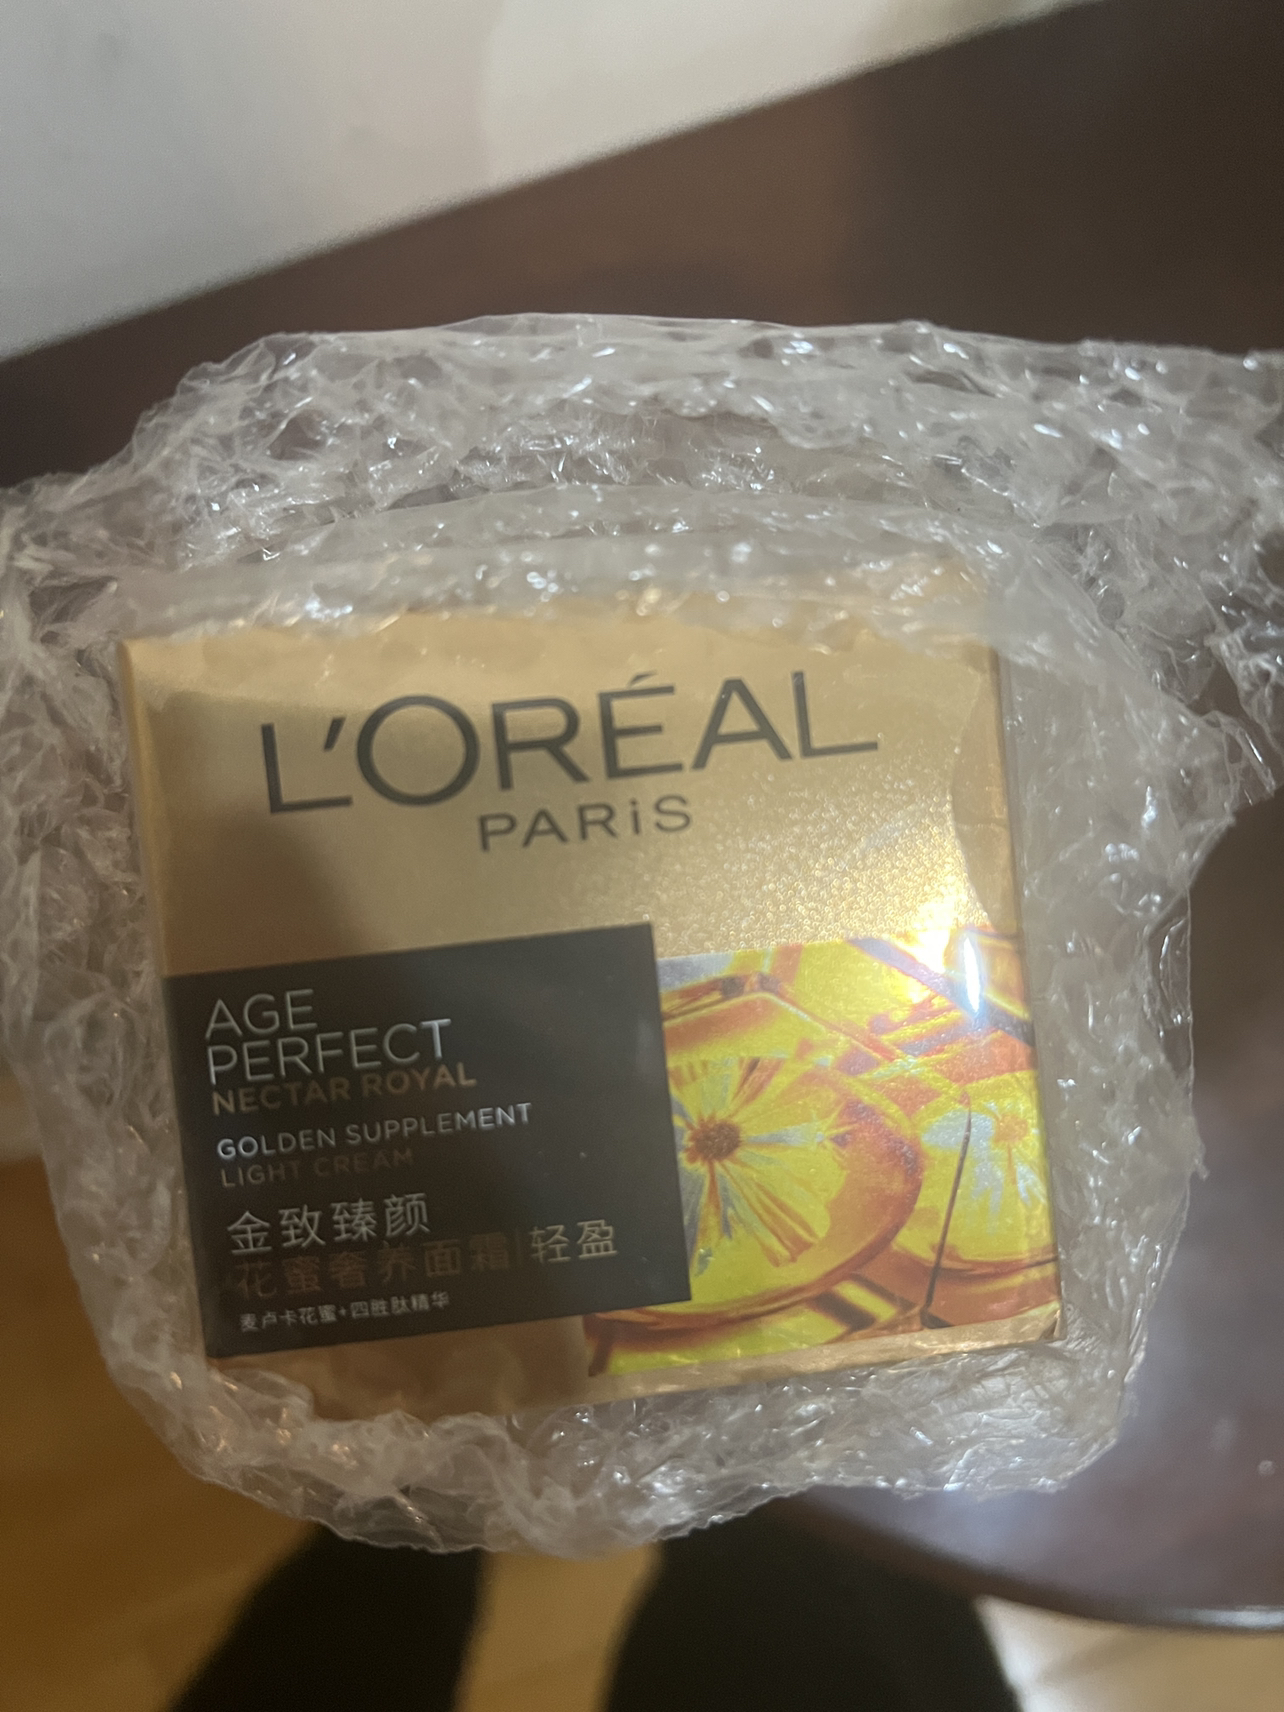 L'ORÉAL
PARiS
AGE
PERFECT
NECTAR ROYAL
GOLDEN SUPPLEMENT
LIGHT CREAM
金致臻颜
花蜜奢养面霜|轻盈
麦卢卡花蜜+四胜肽精华